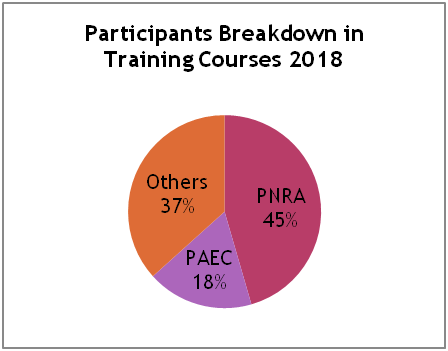 Participants Breakdown in
Training Courses 2018
Others
37%
PNRA
45%
PAEC
18%